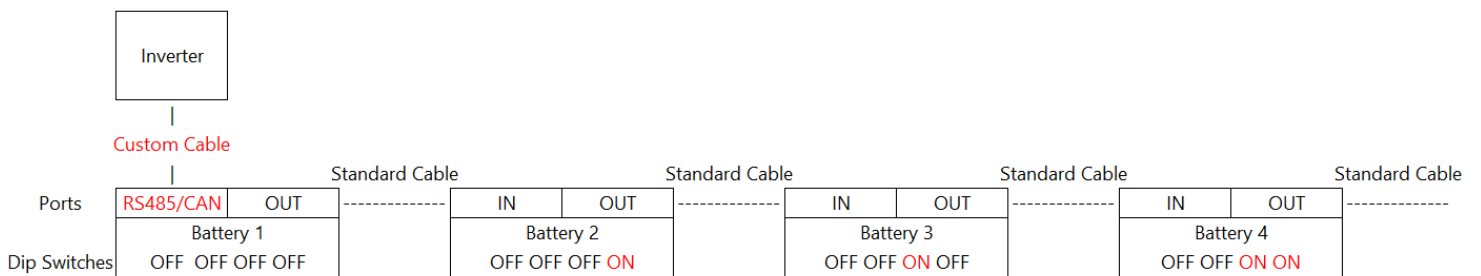 Inverter
Custom Cable
Standard Cable Standard Cable Standard Cable Standard Cable
Ports RS485/CAN OUT IN OUT IN OUT IN OUT
Battery 1 Battery 2 Battery 3 Battery 4
Dip Switches OFF OFF OFF OFF OFF OFF OFF ON OFF OFF ON OFF OFF OFF ON ON